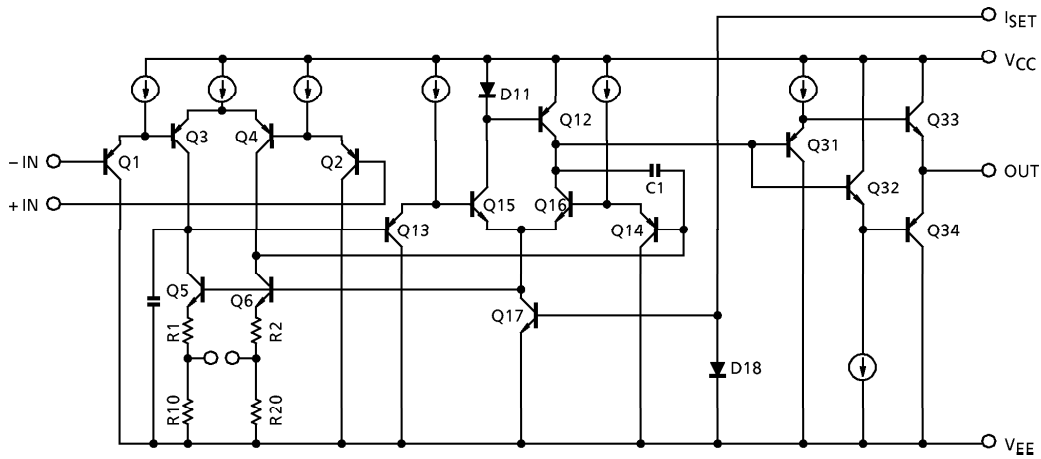 ISET
VCC
D11
Q12
Q3
Q4
Q31
Q33
– IN
Q1
Q2
OUT
C1
Q32
+ IN
Q15
Q16
Q13
Q14
Q34
Q5
Q6
Q17
R1
R2
D18
R10
R20
VEE